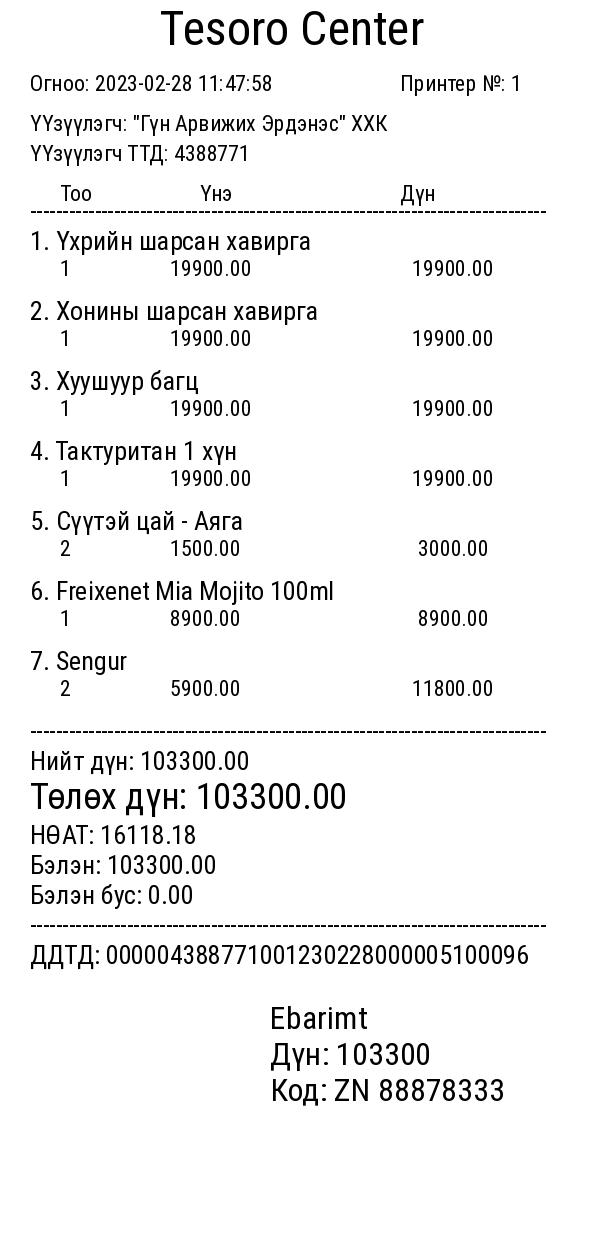 Tesoro Center
Огноо: 2023-02-28 11:47:58 Принтер №: 1
ҮҮзүүлэгч: "Гүн Арвижих Эрдэнэс" ХХК
ҮҮзүүлэгч ТТД: 4388771
Тоо Үнэ Дүн
1. Үхрийн шарсан хавирга
1 19900.00 19900.00
2. Хонины шарсан хавирга
1 19900.00 19900.00
3. Хуушуур багц
1 19900.00 19900.00
4. Тактуритан 1 хүн
1 19900.00 19900.00
5. Сүүтэй цай - Аяга
2 1500.00 3000.00
6. Freixenet Mia Mojito 100ml
1 8900.00 8900.00
7. Sengur
2 5900.00 11800.00
Нийт дүн: 103300.00
Төлөх дүн: 103300.00
НӨАТ: 16118.18
Бэлэн: 103300.00
Бэлэн бус: 0.00
ДДТД: 000004388771001230228000005100096
Ebarimt
Дүн: 103300
Код: ZN 88878333